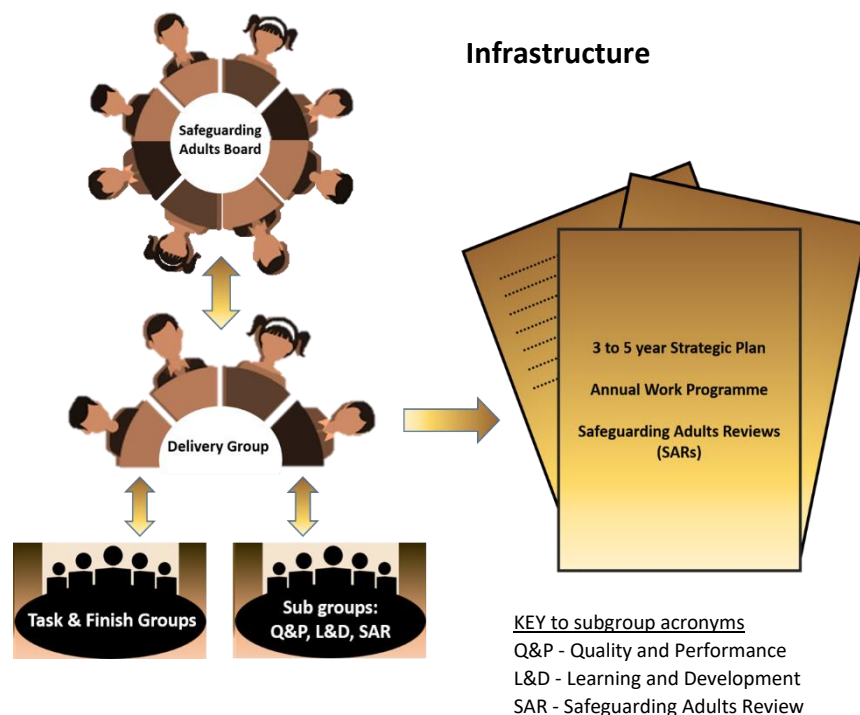 Infrastructure
Safeguarding
Adults Board
Delivery Group
Task & Finish Groups
Sub groups:
Q&P, L&D, SAR
3 to 5 year Strategic Plan
Annual Work Programme
Safeguarding Adults Reviews
(SARs)
KEY to subgroup acronyms
Q&P - Quality and Performance
L&D - Learning and Development
SAR - Safeguarding Adults Review